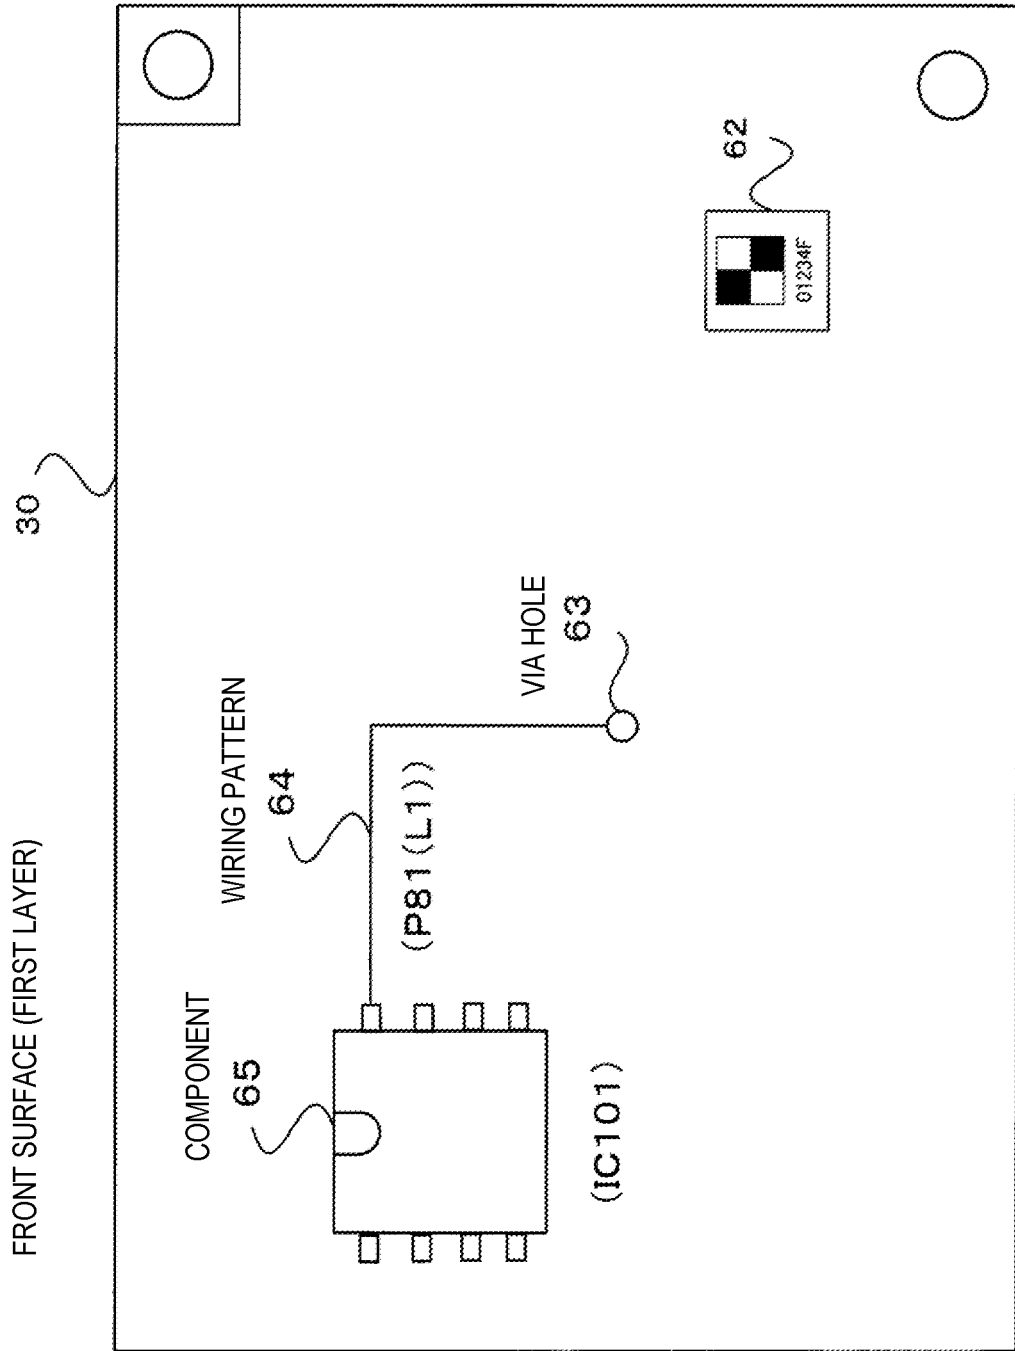 FRONT SURFACE (FIRST LAYER)
30
COMPONENT
65
WIRING PATTERN
64
(P81(L1))
VIA HOLE
63
(IC101)
62
01234F